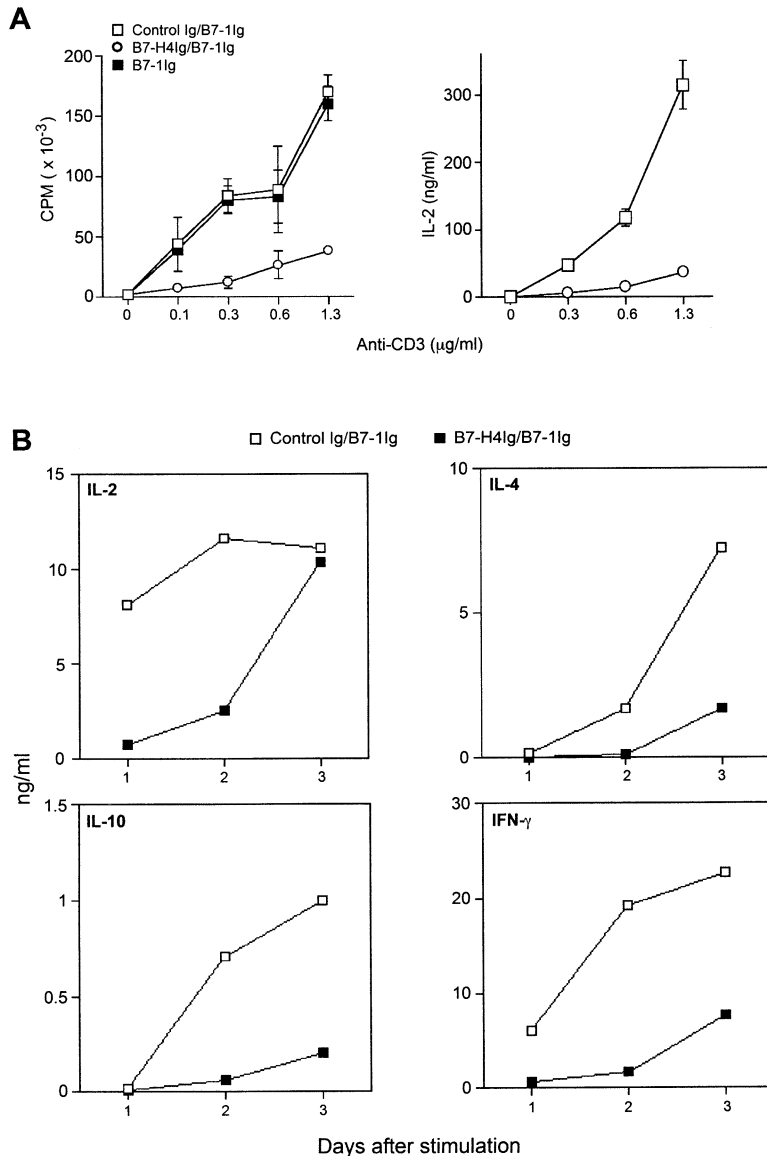 A
Control Ig/B7-1Ig
B7-H4Ig/B7-1Ig
B7-1Ig
CPM ( x 10-3)
200
150
100
50
0
0 0.1 0.3 0.6 1.3
IL-2 (ng/ml)
300
200
100
0
0 0.3 0.6 1.3
Anti-CD3 (μg/ml)
B
Control Ig/B7-1Ig B7-H4Ig/B7-1Ig
ng/ml
IL-2
15
10
5
0
1 2 3
IL-4
10
5
0
1 2 3
IL-10
1.5
1
0.5
0
1 2 3
IFN-γ
30
20
10
0
1 2 3
Days after stimulation